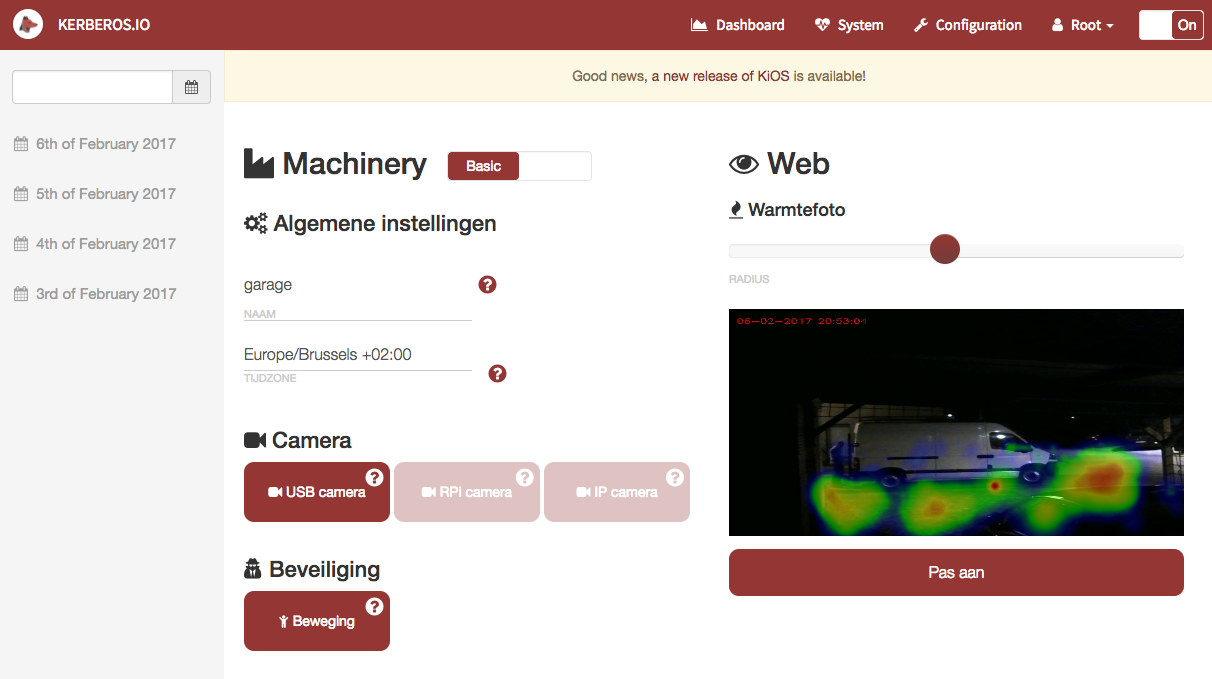 KERBEROS.IO
Dashboard
System
Configuration
Root
On
Good news, a new release of KiOS is available!
6th of February 2017
5th of February 2017
4th of February 2017
3rd of February 2017
Machinery
Basic
Algemene instellingen
garage
?
NAAM
Europe/Brussels +02:00
?
TIJDZONE
Camera
USB camera
?
RPi camera
?
IP camera
?
Beveiliging
Beweging
?
Web
Warmtefoto
RADIUS
06-02-2017 20:53:04
Pas aan